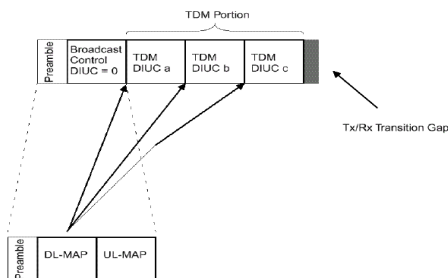 TDM Portion
Preamble
Broadcast
Control
DIUC = 0
TDM
DIUC a
TDM
DIUC b
TDM
DIUC c
Tx/Rx Transition Gap
Preamble
DL-MAP
UL-MAP